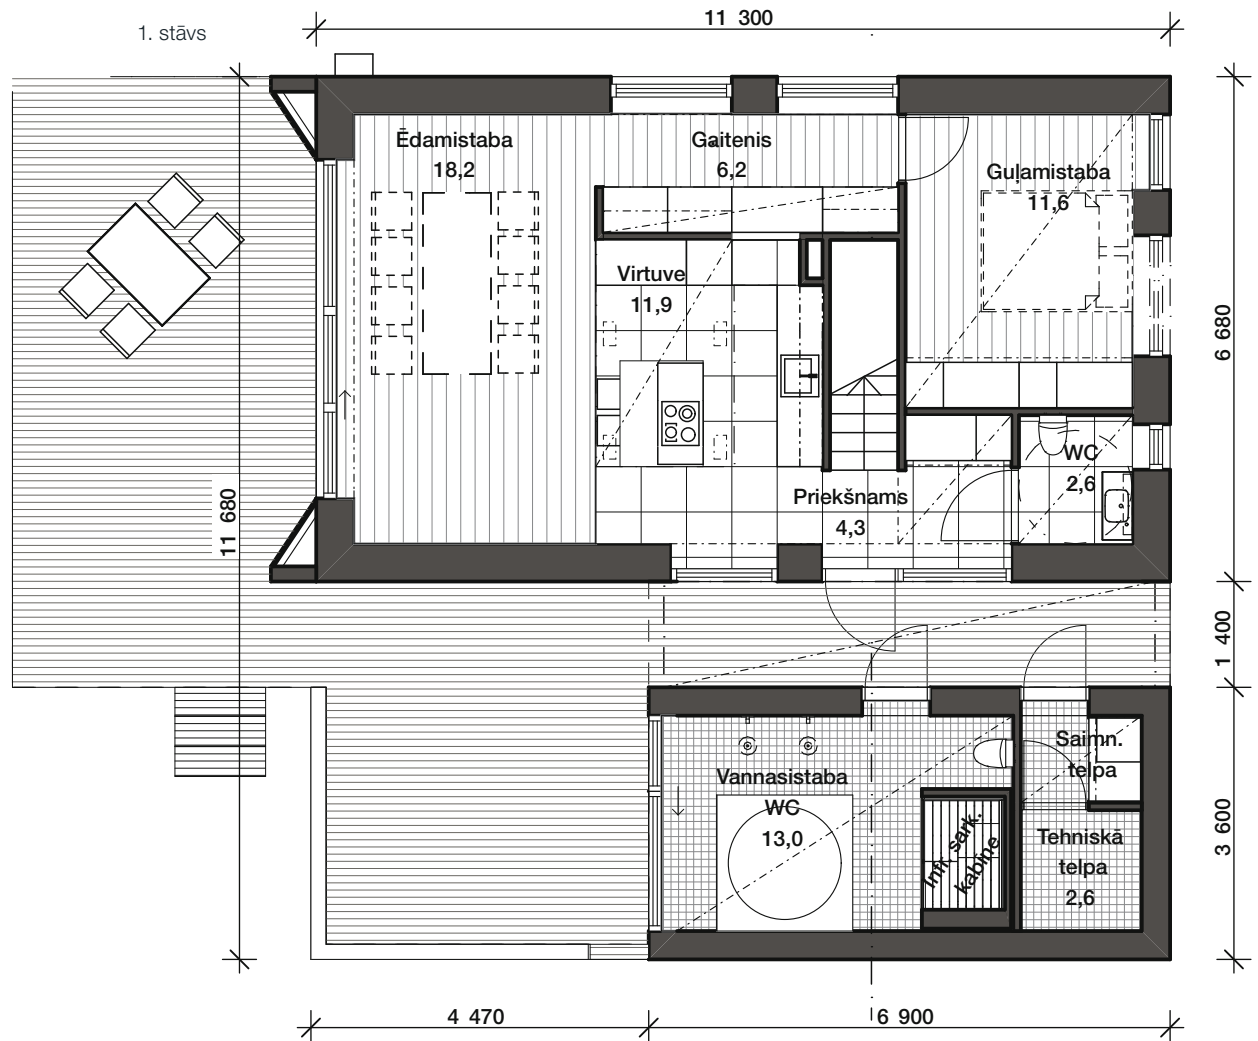 11 300
1. stāvs
Ēdamistaba
18,2
Gaitenis
6,2
Guļamistaba
11,6
Virtuve
11,9
6 680
WC
2,6
Priekšnams
4,3
11 680
1 400
Saimn.
telpa
Vannasistaba
WC
13,0
Infr. sark.
kabīne
Tehniskā
telpa
2,6
3 600
4 470
6 900